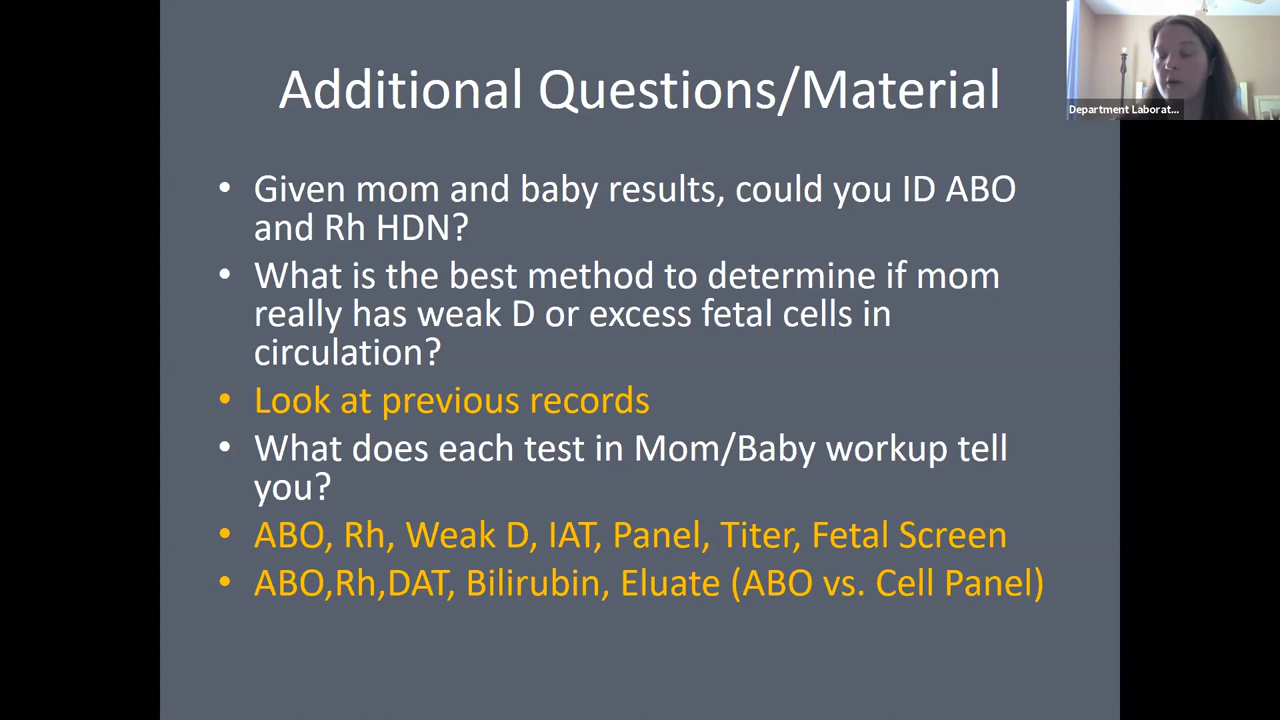 Additional Questions/Material
Department Laborat...
• Given mom and baby results, could you ID ABO
and Rh HDN?
• What is the best method to determine if mom
really has weak D or excess fetal cells in
circulation?
• Look at previous records
• What does each test in Mom/Baby workup tell
you?
• ABO, Rh, Weak D, IAT, Panel, Titer, Fetal Screen
• ABO,Rh,DAT, Bilirubin, Eluate (ABO vs. Cell Panel)